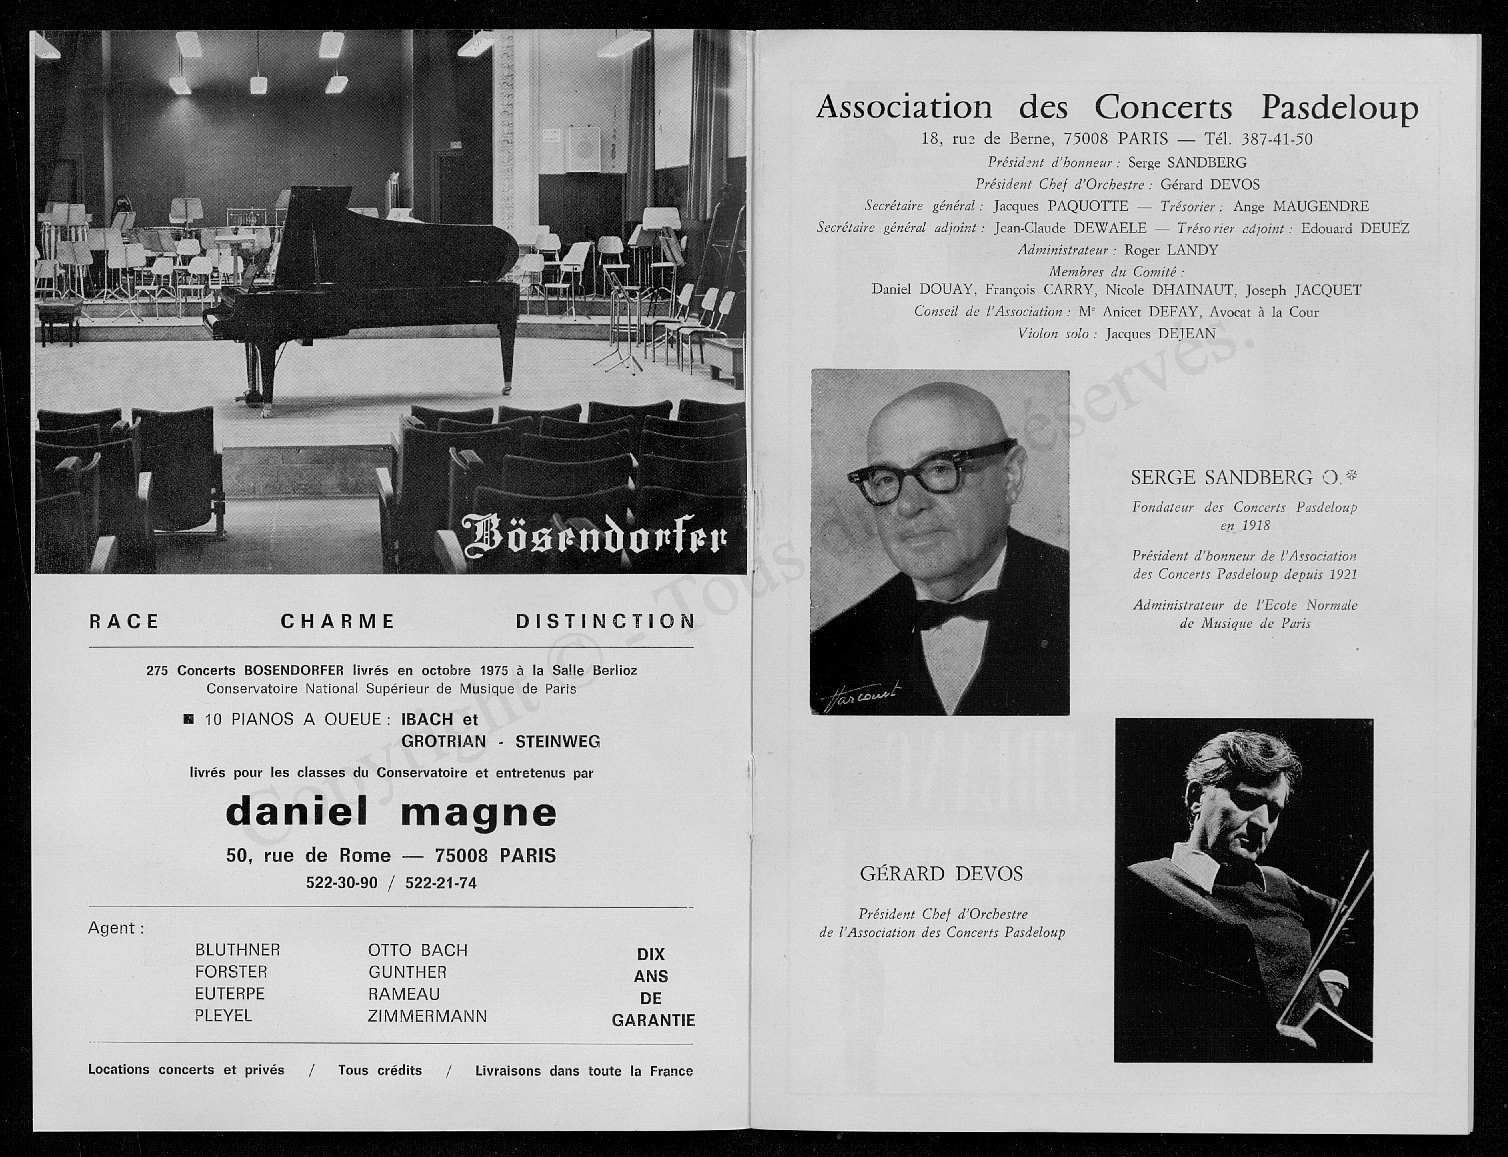 Bösendorfer
RACE CHARME DISTINCTION
275 Concerts BOSENDORFER livrés en octobre 1975 à la Salle Berlioz
Conservatoire National Supérieur de Musique de Paris
10 PIANOS A QUEUE : IBACH et
GROTRIAN - STEINWEG
livrés pour les classes du Conservatoire et entretenus par
daniel magne
50, rue de Rome — 75008 PARIS
522-30-90 / 522-21-74
Agent :
BLUTHNER OTTO BACH
FORSTER GUNTHER
EUTERPE RAMEAU
PLEYEL ZIMMERMANN
DIX
ANS
DE
GARANTIE
Locations concerts et privés / Tous crédits / Livraisons dans toute la France
Association des Concerts Pasdeloup
18, rue de Berne, 75008 PARIS — Tél. 387-41-50
Président d'honneur : Serge SANDBERG
Président Chef d'Orchestre : Gérard DEVOS
Secrétaire général : Jacques PAQUOTTE — Trésorier : Ange MAUGENDRE
Secrétaire général adjoint : Jean-Claude DEWAELE — Trésorier adjoint : Edouard DEUEZ
Administrateur : Roger LANDY
Membres du Comité :
Daniel DOUAY, François CARRY, Nicole DHAINAUT, Joseph JACQUET
Conseil de l'Association : Me Anicet DEFAY, Avocat à la Cour
Violon solo : Jacques DEJEAN
Harcourt
SERGE SANDBERG O.*
Fondateur des Concerts Pasdeloup
en 1918
Président d'honneur de l'Association
des Concerts Pasdeloup depuis 1921
Administrateur de l'Ecole Normale
de Musique de Paris
GÉRARD DEVOS
Président Chef d'Orchestre
de l'Association des Concerts Pasdeloup
Copyright © - Tous droits réservés.